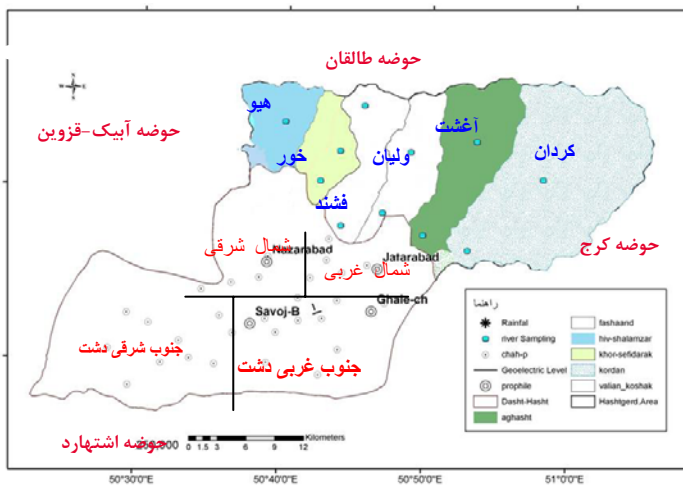 حوضه طالقان
هیو
حوضه آبیک-قزوین
آغشت
خور
ولیان
کردان
فشند
حوضه کرج
شمال شرقی
Nazarabad
Jatarabad
شمال غربی
Savoj-B
Ghale-ch
جنوب شرقی دشت
جنوب غربی دشت
حوضه اشتهارد
Kilometers
0 1.5 3 6 9 12
راهنما
Rainfal
river Sampling
chah-p
Geoelectric Level
prophile
Dasht-Hasht
aghasht
fashaand
hiv-shalamzar
khor-sefidarak
kordan
valian_koshak
Hashtgerd.Area
50°30'0"E
50°40'0"E
50°50'0"E
51°0'0"E